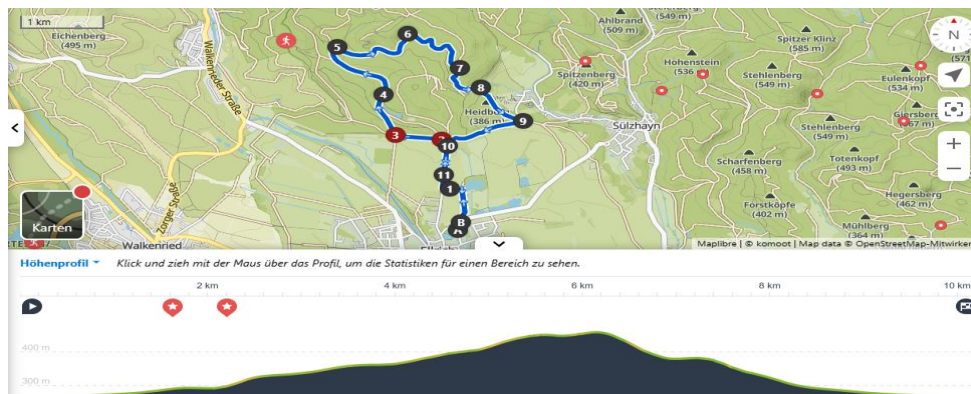 1 km
Eichenberg
(495 m)
Walkenrieder Straße
Ahlbrand
(509 m)
(549 m)
Spitzer Klinz
(585 m)
N
(571
5
6
7
Hohenstein
(536
Stehlenberg
(549 m)
Eulenkopf
(534 m)
Spitzenberg
(420 m)
4
8
(386 m)
9
Giersberg
(567 m)
3
10
Sülzhayn
Stehlenberg
(549 m)
Totenkopf
(493 m)
Scharfenberg
(458 m)
11
1
Zorger Straße
Forstköpfe
(402 m)
Hegersberg
(462 m)
Karten
B
A
Mühlberg
(364 m)
Walkenried
Maplibre | © komoot | Map data © OpenStreetMap-Mitwirker
Höhenprofil Klick und zieh mit der Maus über das Profil, um die Statistiken für einen Bereich zu sehen.
2 km 4 km 6 km 8 km 10 km
400 m
300 m